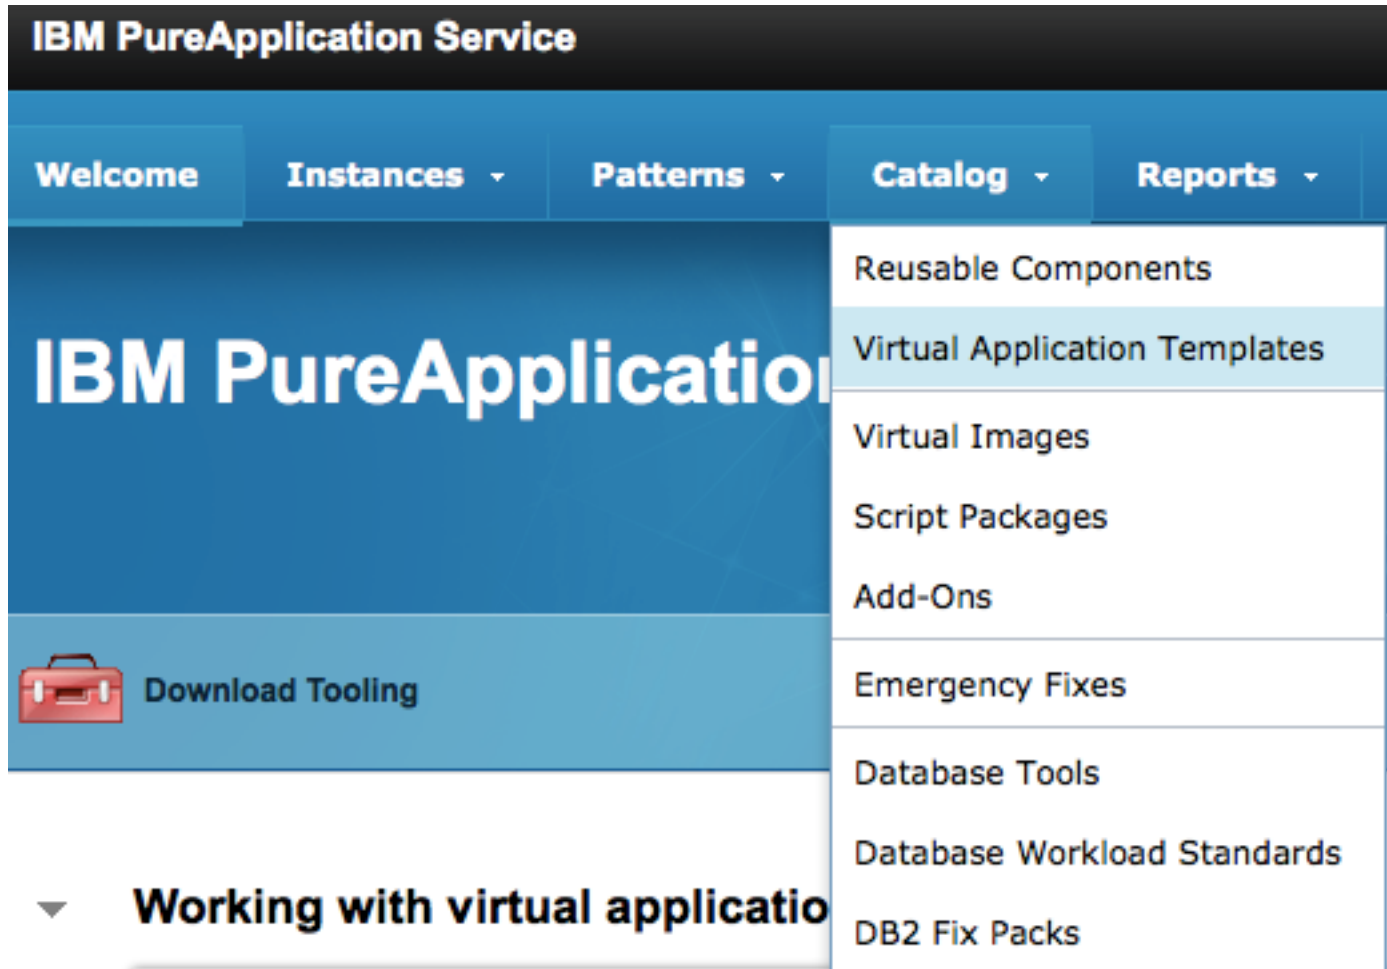 IBM PureApplication Service
Welcome Instances Patterns Catalog Reports
Reusable Components
Virtual Application Templates
IBM PureApplication
Virtual Images
Script Packages
Add-Ons
Download Tooling
Emergency Fixes
Database Tools
Database Workload Standards
Working with virtual applicatio
DB2 Fix Packs